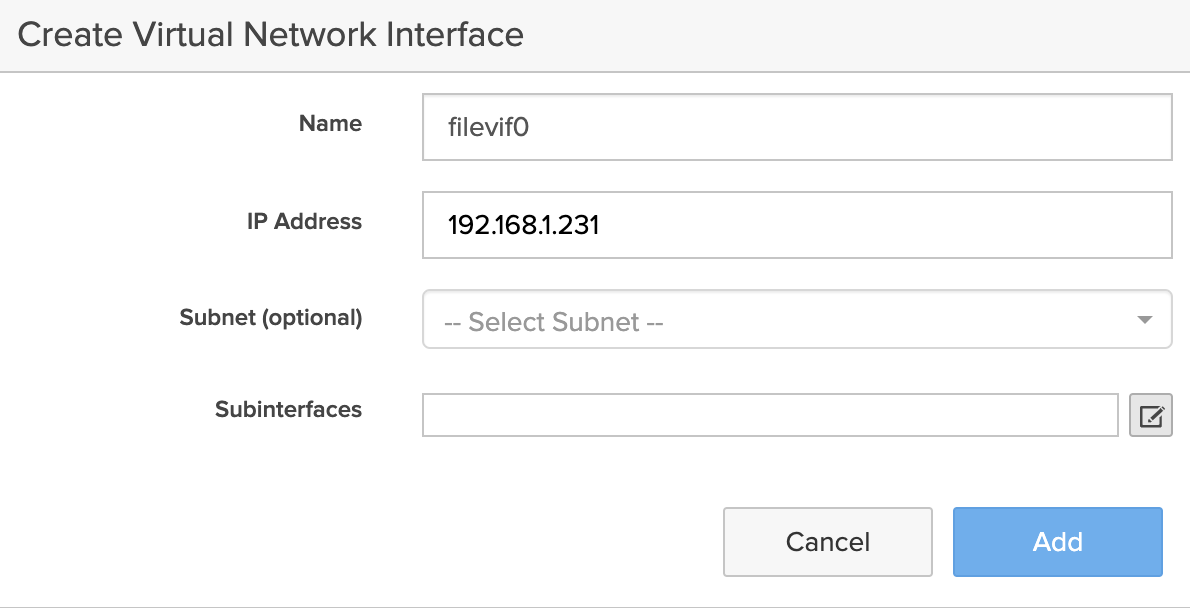 Create Virtual Network Interface
Name
filevif0
IP Address
192.168.1.231
Subnet (optional)
-- Select Subnet --
Subinterfaces
Cancel
Add